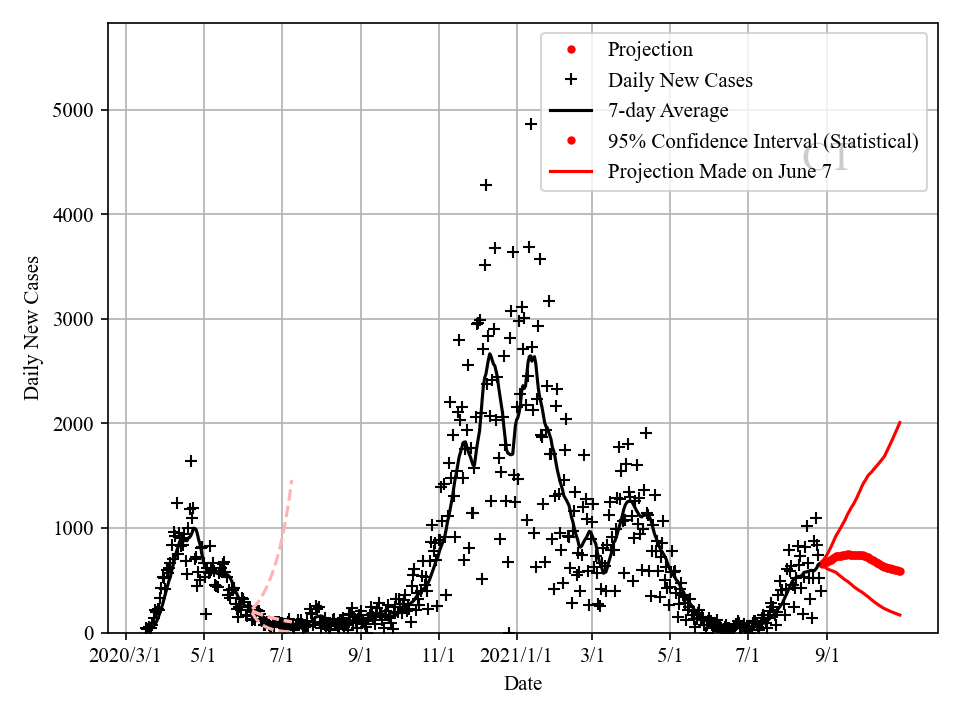 Projection
Daily New Cases
7-day Average
95% Confidence Interval (Statistical)
Projection Made on June 7
CT
Daily New Cases
5000
4000
3000
2000
1000
0
2020/3/1 5/1 7/1 9/1 11/1 2021/1/1 3/1 5/1 7/1 9/1
Date